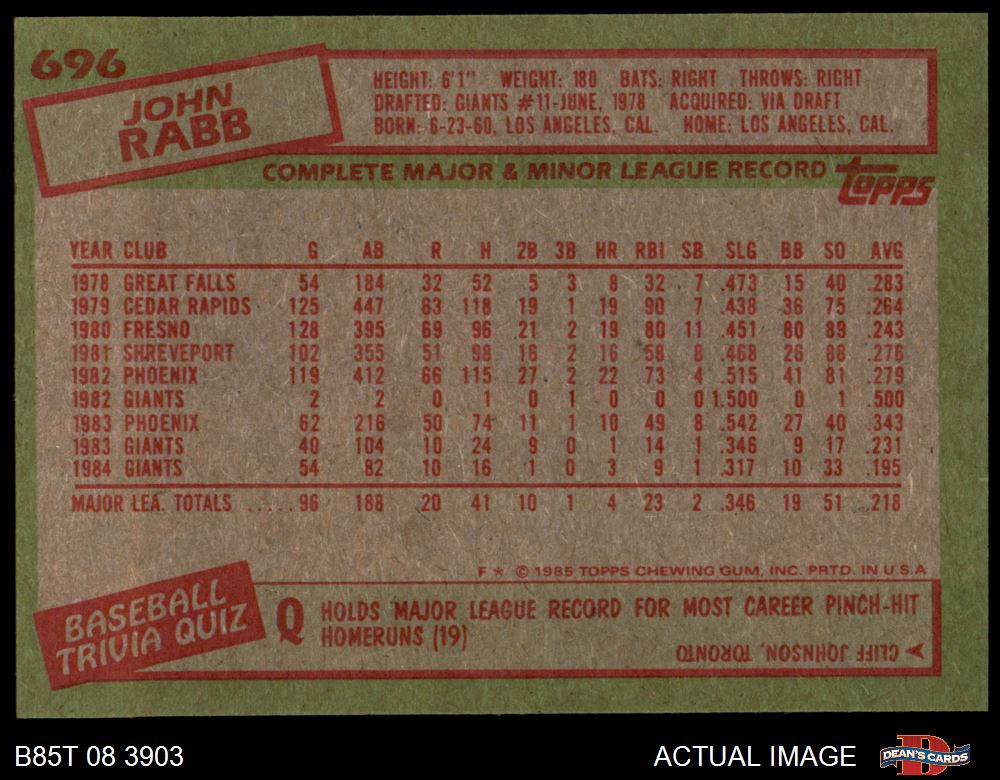 696
JOHN
RABB
HEIGHT: 6'1" WEIGHT: 180 BATS: RIGHT THROWS: RIGHT
DRAFTED: GIANTS #11-JUNE, 1978 ACQUIRED: VIA DRAFT
BORN: 6-23-60, LOS ANGELES, CAL. HOME: LOS ANGELES, CAL.
COMPLETE MAJOR & MINOR LEAGUE RECORD topps
YEAR CLUB G AB R H 2B 3B HR RBI SB SLG BB SO AVG
1978 GREAT FALLS 54 184 32 52 5 3 8 32 7 .473 15 40 .283
1979 CEDAR RAPIDS 125 447 63 118 19 1 19 90 7 .438 36 75 .264
1980 FRESNO 128 395 69 96 21 2 19 80 11 .451 80 89 .243
1981 SHREVEPORT 102 355 51 98 16 2 16 58 8 .468 26 88 .276
1982 PHOENIX 119 412 66 115 27 2 22 73 4 .515 41 81 .279
1982 GIANTS 2 2 0 1 0 1 0 0 0 1.500 0 1 .500
1983 PHOENIX 62 216 50 74 11 1 10 49 8 .542 27 40 .343
1983 GIANTS 40 104 10 24 9 0 1 14 1 .346 9 17 .231
1984 GIANTS 54 82 10 16 1 0 3 9 1 .317 10 33 .195
MAJOR LEA. TOTALS ..... 96 188 20 41 10 1 4 23 2 .346 19 51 .218
F * © 1985 TOPPS CHEWING GUM, INC. PRTD. IN U.S.A
BASEBALL
TRIVIA QUIZ
Q HOLDS MAJOR LEAGUE RECORD FOR MOST CAREER PINCH-HIT
HOMERUNS (19)
A CLIFF JOHNSON, TORONTO
B85T 08 3903
ACTUAL IMAGE
DEAN'S CARDS